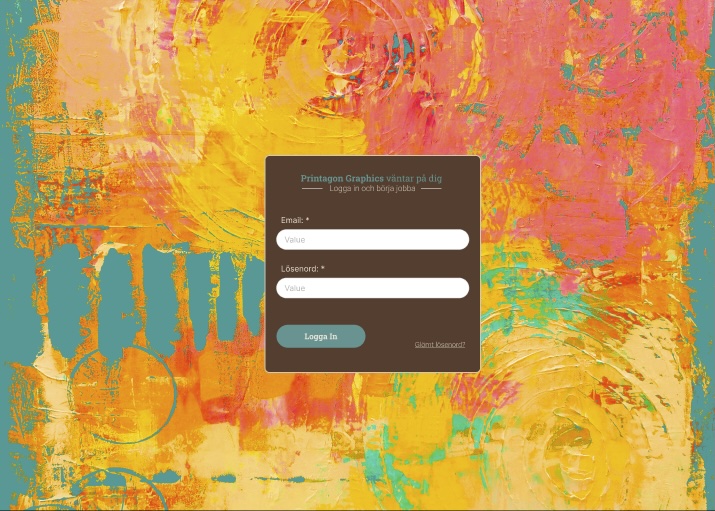 Printagon Graphics väntar på dig
Logga in och börja jobba
Email: *
Value
Lösenord: *
Value
Logga In
Glömt lösenord?